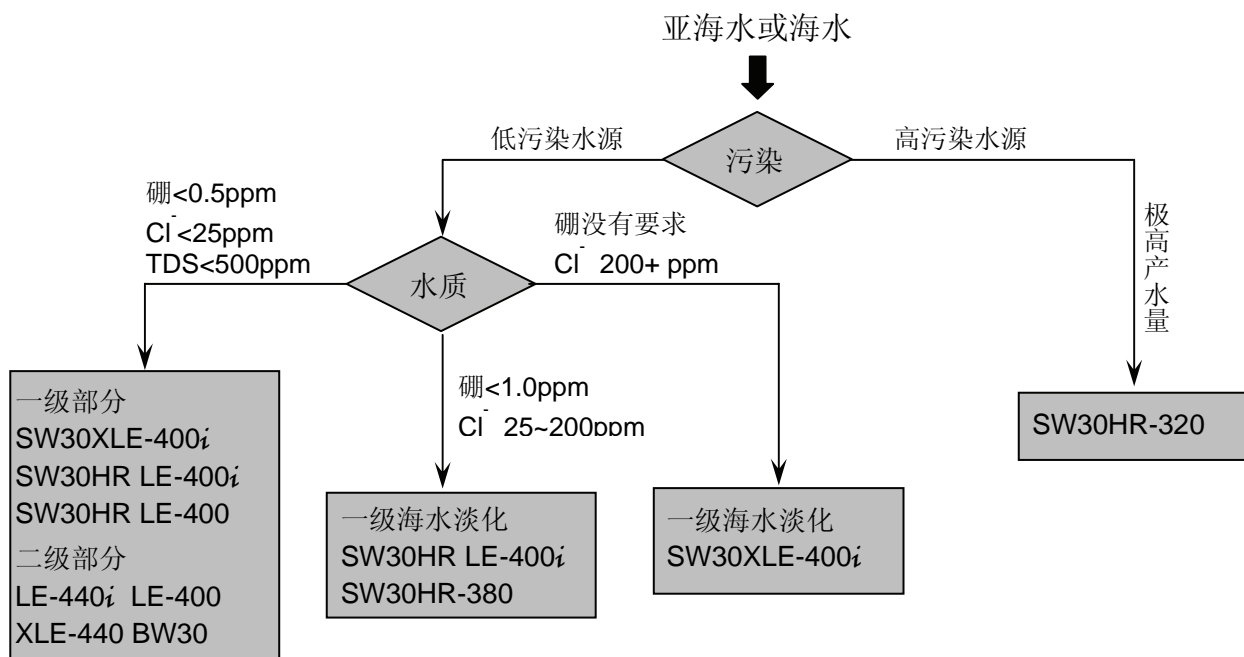 亚海水或海水
低污染水源
污染
高污染水源
极高产水量
硼<0.5ppm
Cl⁻<25ppm
TDS<500ppm
水质
硼没有要求
Cl⁻ 200+ ppm
硼<1.0ppm
Cl⁻ 25~200ppm
一级部分
SW30XLE-400i
SW30HR LE-400i
SW30HR LE-400
二级部分
LE-440i LE-400
XLE-440 BW30
一级海水淡化
SW30HR LE-400i
SW30HR-380
一级海水淡化
SW30XLE-400i
SW30HR-320